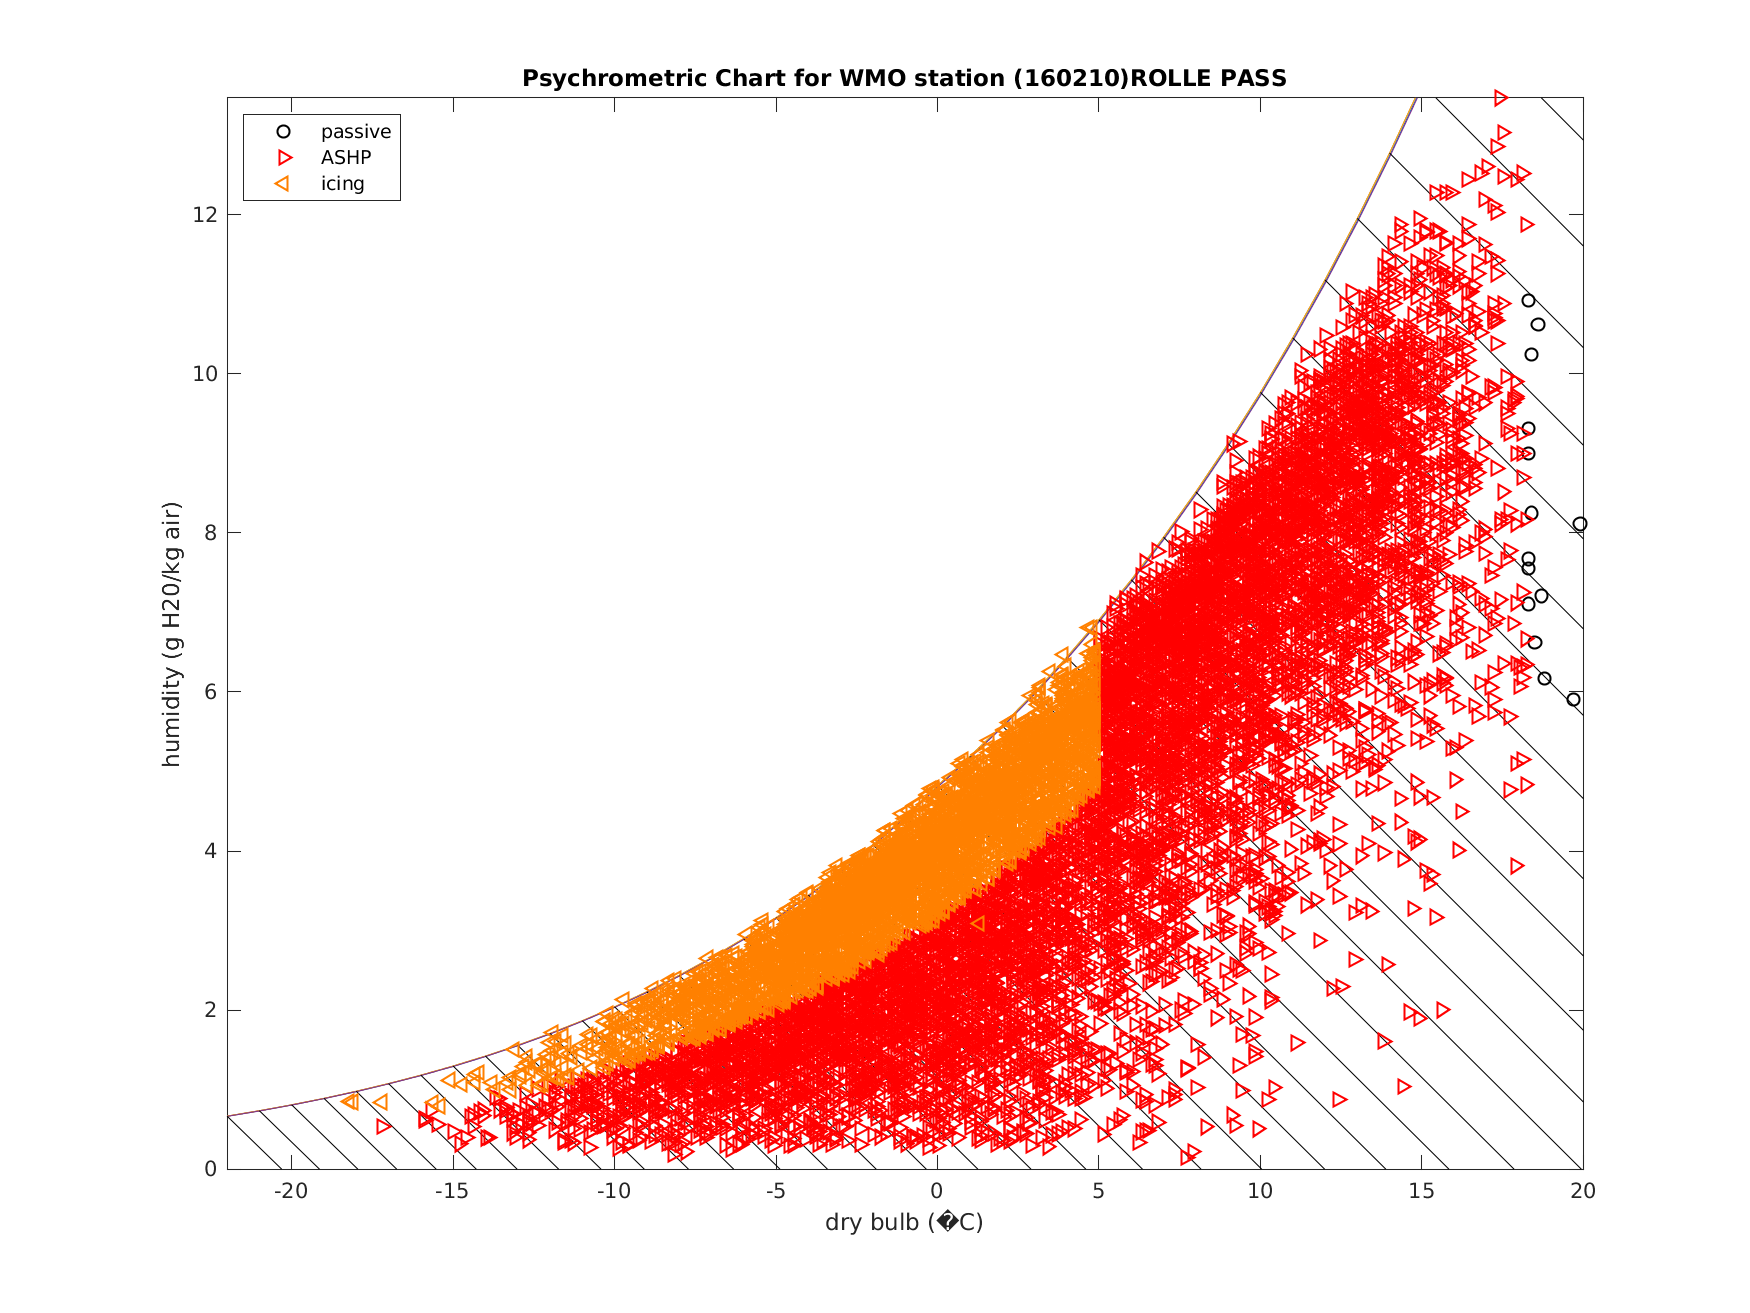 Psychrometric Chart for WMO station (160210)ROLLE PASS
passive
ASHP
icing
humidity (g H20/kg air)
12
10
8
6
4
2
0
-20 -15 -10 -5 0 5 10 15 20
dry bulb (�C)